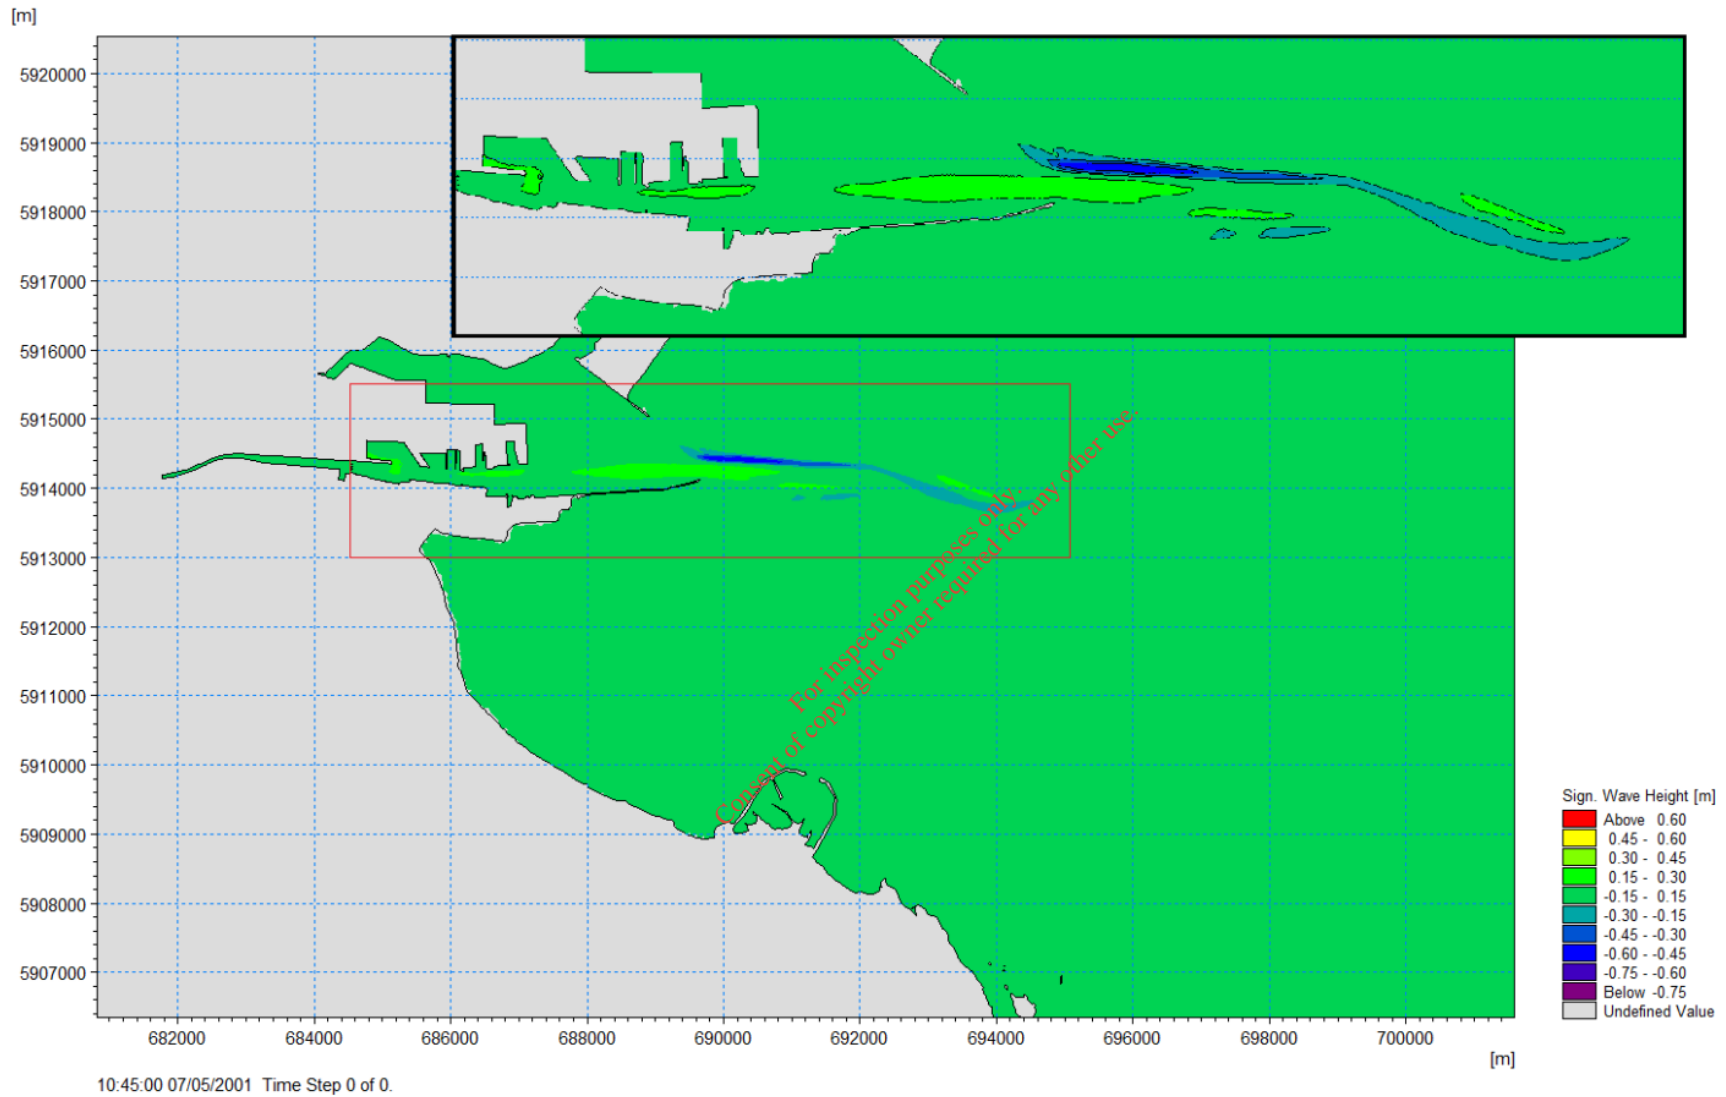 [m]
5920000
5919000
5918000
5917000
5916000
5915000
5914000
5913000
5912000
5911000
5910000
5909000
5908000
5907000
For inspection purposes only.
Consent of copyright owner required for any other use.
Sign. Wave Height [m]
Above 0.60
0.45 - 0.60
0.30 - 0.45
0.15 - 0.30
-0.15 - 0.15
-0.30 - -0.15
-0.45 - -0.30
-0.60 - -0.45
-0.75 - -0.60
Below -0.75
Undefined Value
682000 684000 686000 688000 690000 692000 694000 696000 698000 700000
[m]
10:45:00 07/05/2001 Time Step 0 of 0.